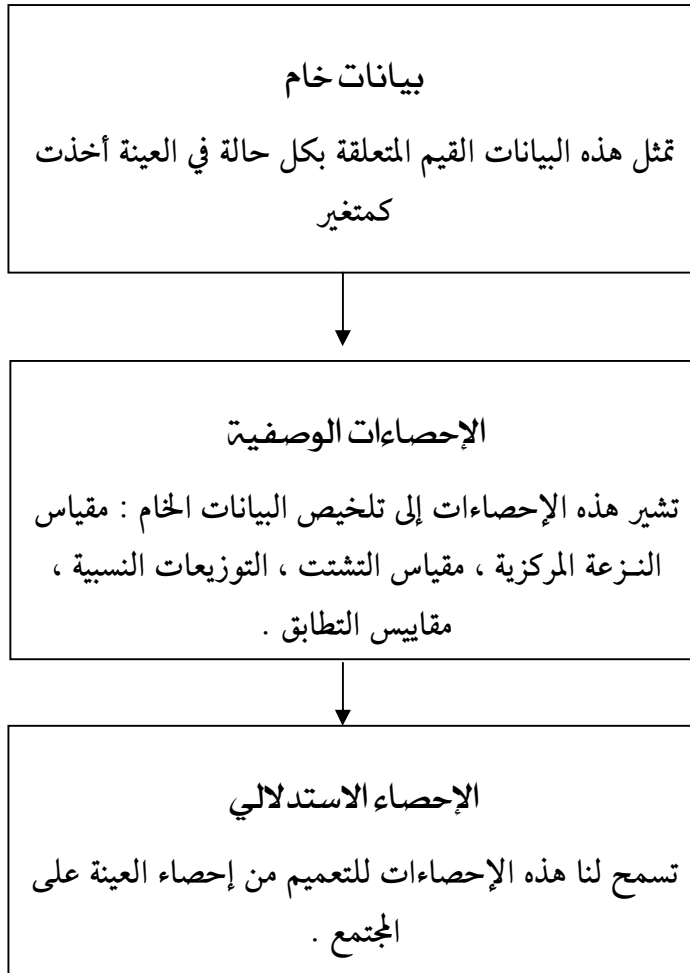 بيانات خام
تمثل هذه البيانات القيم المتعلقة بكل حالة في العينة أخذت
كمتغير
الإحصاءات الوصفية
تشير هذه الإحصاءات إلى تلخيص البيانات الخام : مقياس
النـزعة المركزية ، مقياس التشتت ، التوزيعات النسبية ،
مقاييس التطابق .
الإحصاء الاستدلالي
تسمح لنا هذه الإحصاءات للتعميم من إحصاء العينة على
المجتمع .